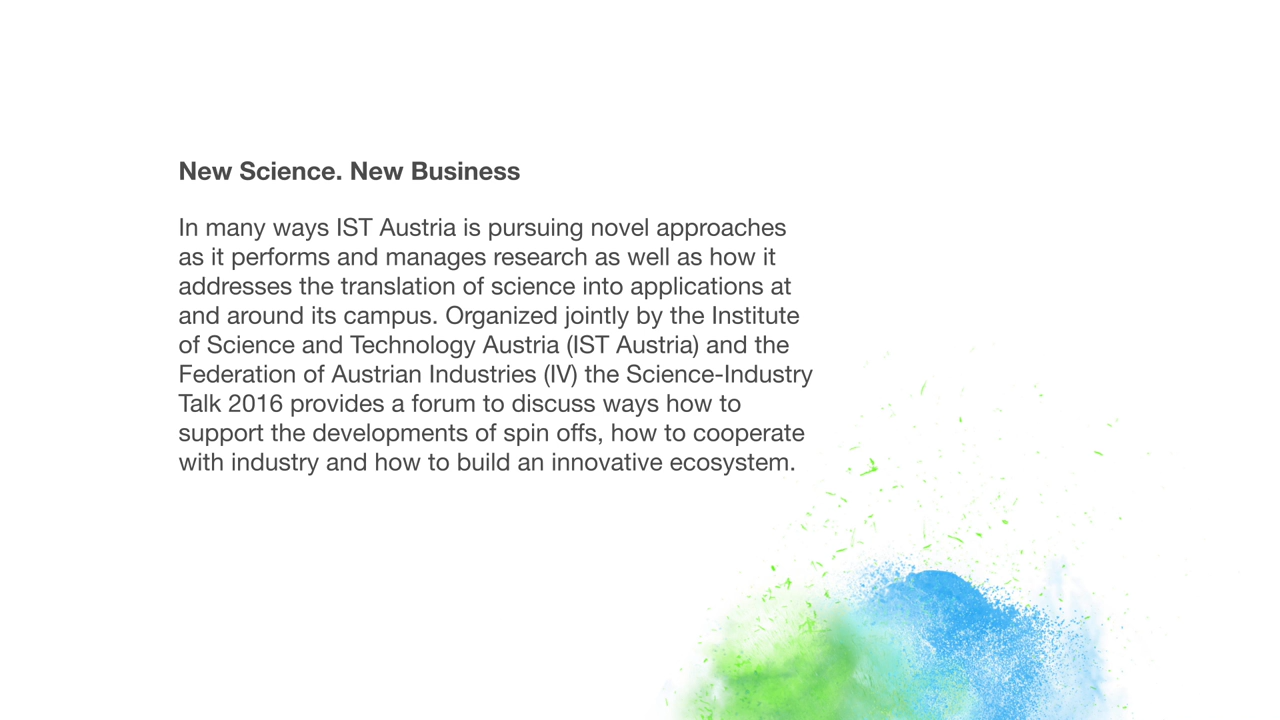 New Science. New Business
In many ways IST Austria is pursuing novel approaches
as it performs and manages research as well as how it
addresses the translation of science into applications at
and around its campus. Organized jointly by the Institute
of Science and Technology Austria (IST Austria) and the
Federation of Austrian Industries (IV) the Science-Industry
Talk 2016 provides a forum to discuss ways how to
support the developments of spin offs, how to cooperate
with industry and how to build an innovative ecosystem.